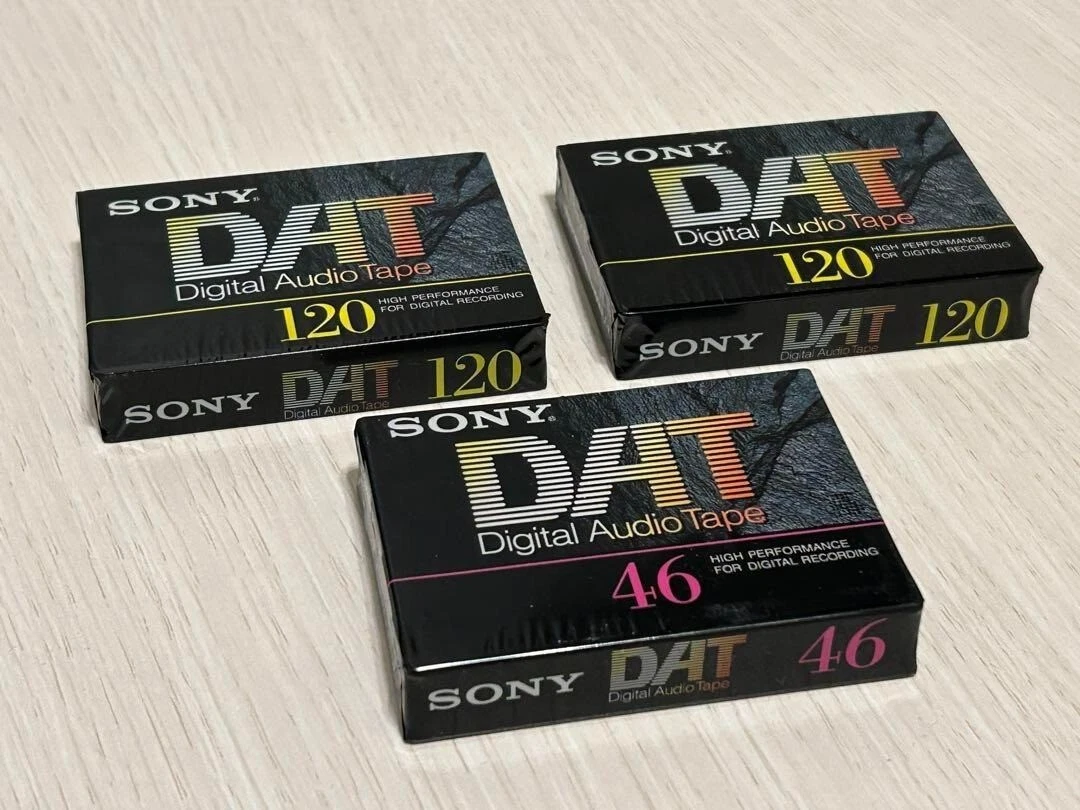 SONY®
DAT
Digital Audio Tape
120
HIGH PERFORMANCE
FOR DIGITAL RECORDING
SONY DAT 120
Digital Audio Tape
SONY®
DAT
Digital Audio Tape
120
HIGH PERFORMANCE
FOR DIGITAL RECORDING
SONY DAT 120
Digital Audio Tape
SONY®
DAT
Digital Audio Tape
46
HIGH PERFORMANCE
FOR DIGITAL RECORDING
SONY DAT 46
Digital Audio Tape